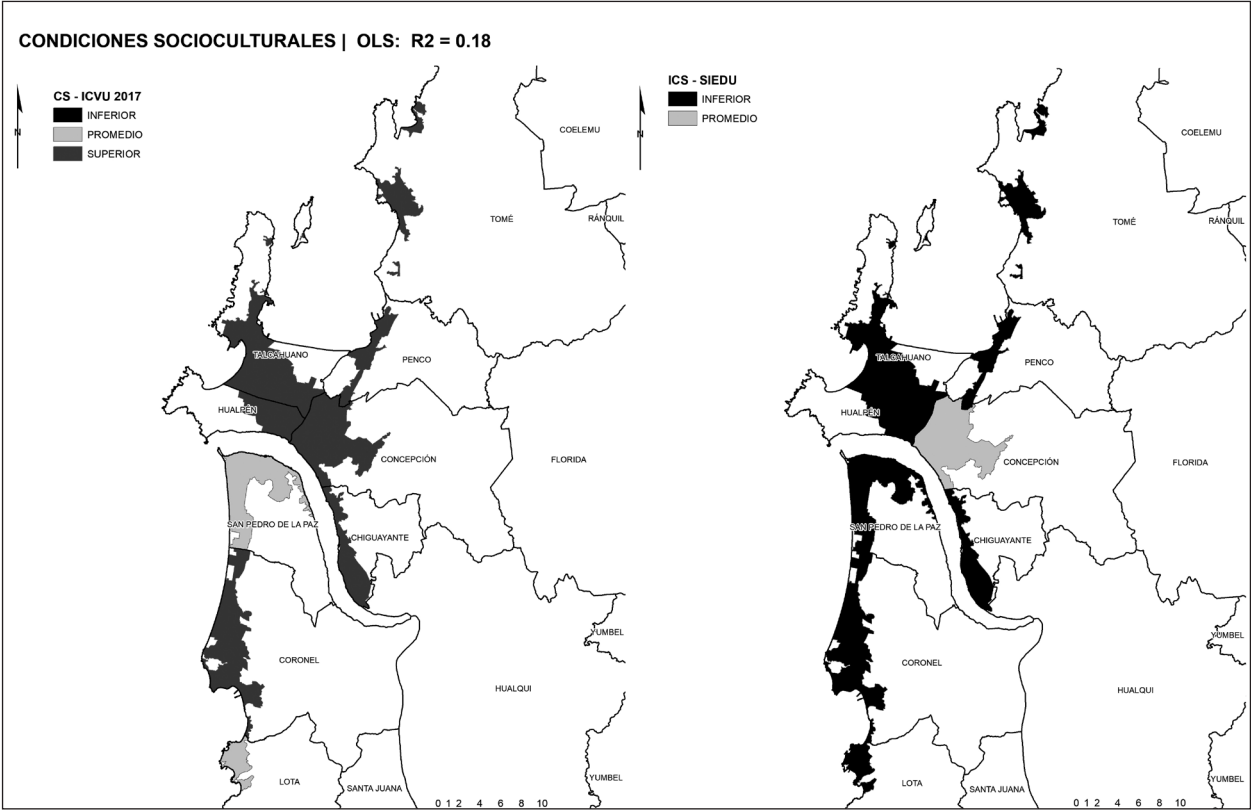 CONDICIONES SOCIOCULTURALES | OLS: R2 = 0.18
CS - ICVU 2017
INFERIOR
PROMEDIO
SUPERIOR
N
COELEMU
TOMÉ
RÁNQUIL
TALCAHUANO
PENCO
HUALPÉN
CONCEPCIÓN
FLORIDA
SAN PEDRO DE LA PAZ
CHIGUAYANTE
YUMBEL
CORONEL
HUALQUI
LOTA
SANTA JUANA
YUMBEL
0 1 2 4 6 8 10
ICS - SIEDU
INFERIOR
PROMEDIO
N
COELEMU
TOMÉ
RÁNQUIL
TALCAHUANO
PENCO
HUALPÉN
CONCEPCIÓN
FLORIDA
SAN PEDRO DE LA PAZ
CHIGUAYANTE
YUMBEL
CORONEL
HUALQUI
LOTA
SANTA JUANA
YUMBEL
0 1 2 4 6 8 10